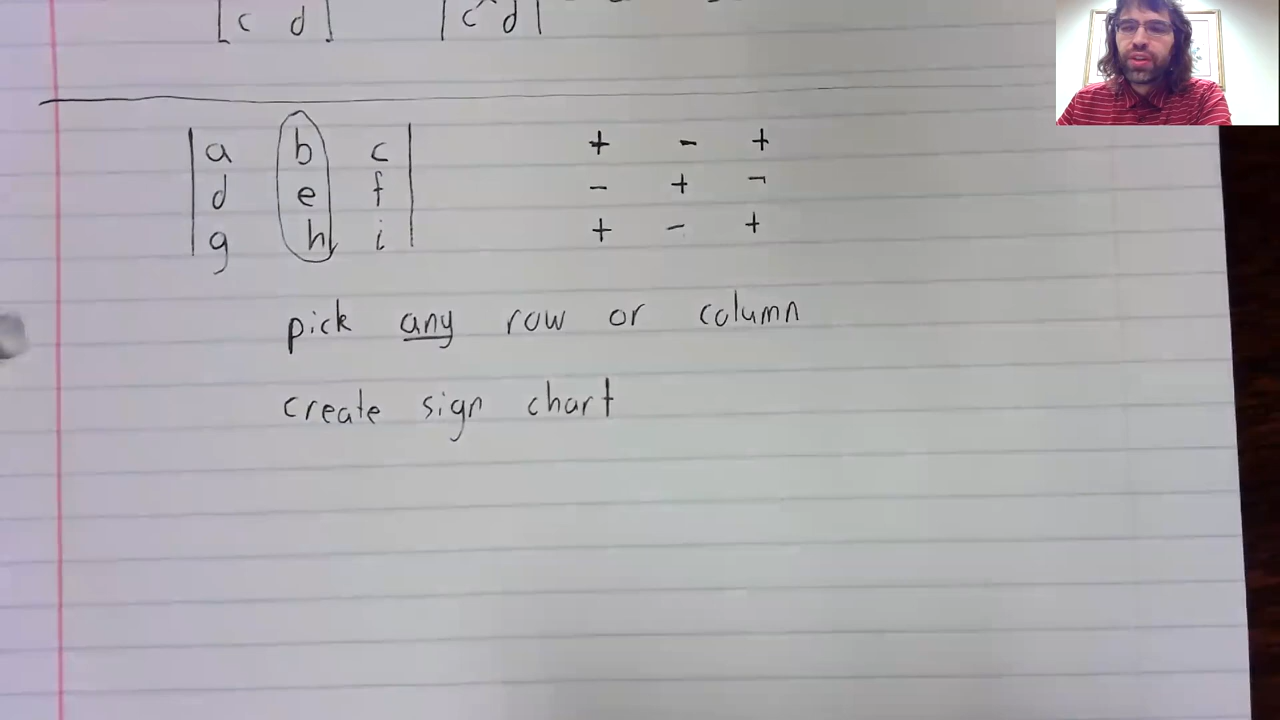 [c d] |c d|
|a b c| + - +
|d e f| - + -
|g h i| + - +
pick any row or column
create sign chart